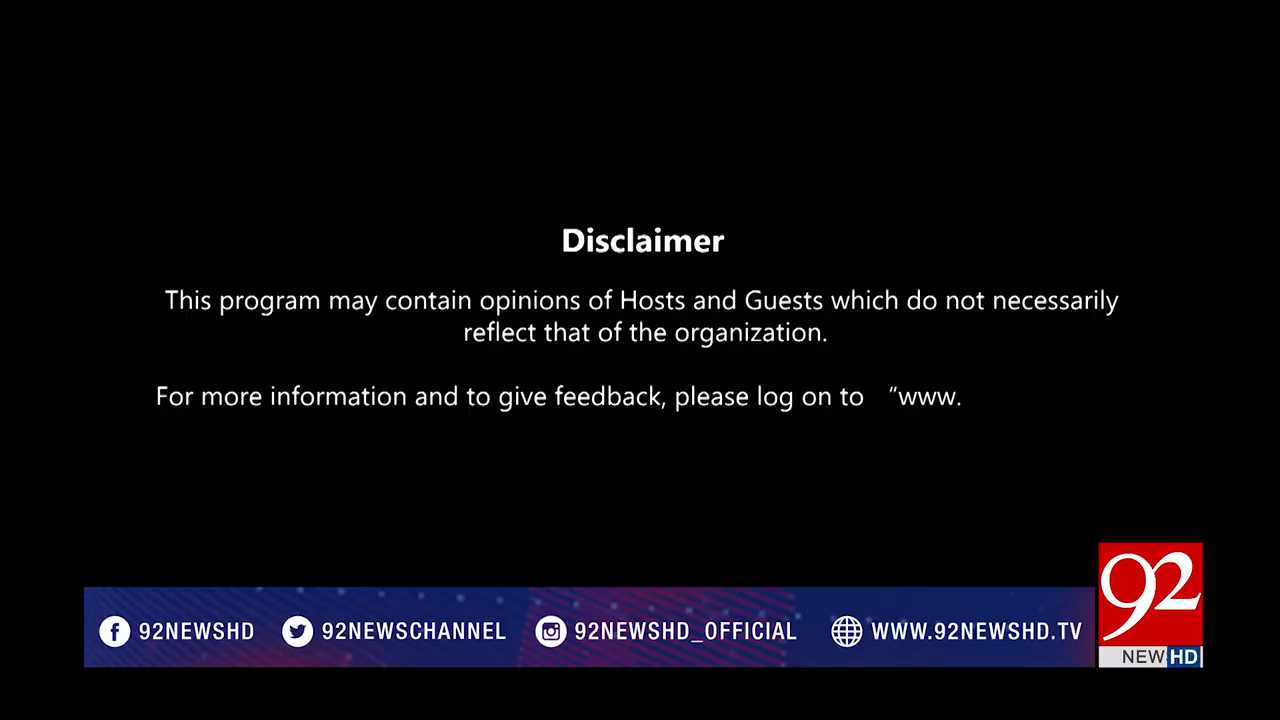 Disclaimer
This program may contain opinions of Hosts and Guests which do not necessarily
reflect that of the organization.
For more information and to give feedback, please log on to “www.
92NEWSHD 92NEWSCHANNEL 92NEWSHD_OFFICIAL WWW.92NEWSHD.TV
92
NEWSHD